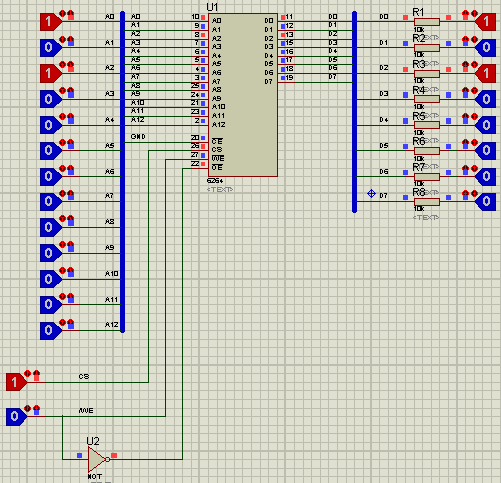 U1
R1
R2
R3
R4
R5
R6
R7
R8
1 A0 A0 10 A0 D0 11 D0 D0 10k 1
0 A1 A1 9 A1 D1 12 D1 D1 10k 0
1 A2 A2 8 A2 D2 13 D2 D2 10k 1
0 A3 A3 7 A3 D3 15 D3 D3 10k 0
0 A4 A4 6 A4 D4 16 D4 D4 10k 0
0 A5 A5 5 A5 D5 17 D5 D5 10k 0
0 A6 A6 4 A6 D6 18 D6 D6 10k 0
0 A7 A7 3 A7 D7 19 D7 D7 10k 0
0 A8 A8 25 A8
0 A9 A9 24 A9
0 A10 A10 21 A10
0 A11 A11 23 A11
0 A12 A12 2 A12
GND 20 CE
26 CS
27 WE
22 OE
6264
<TEXT>
<TEXT>
1 CS
0 /WE
U2
NOT